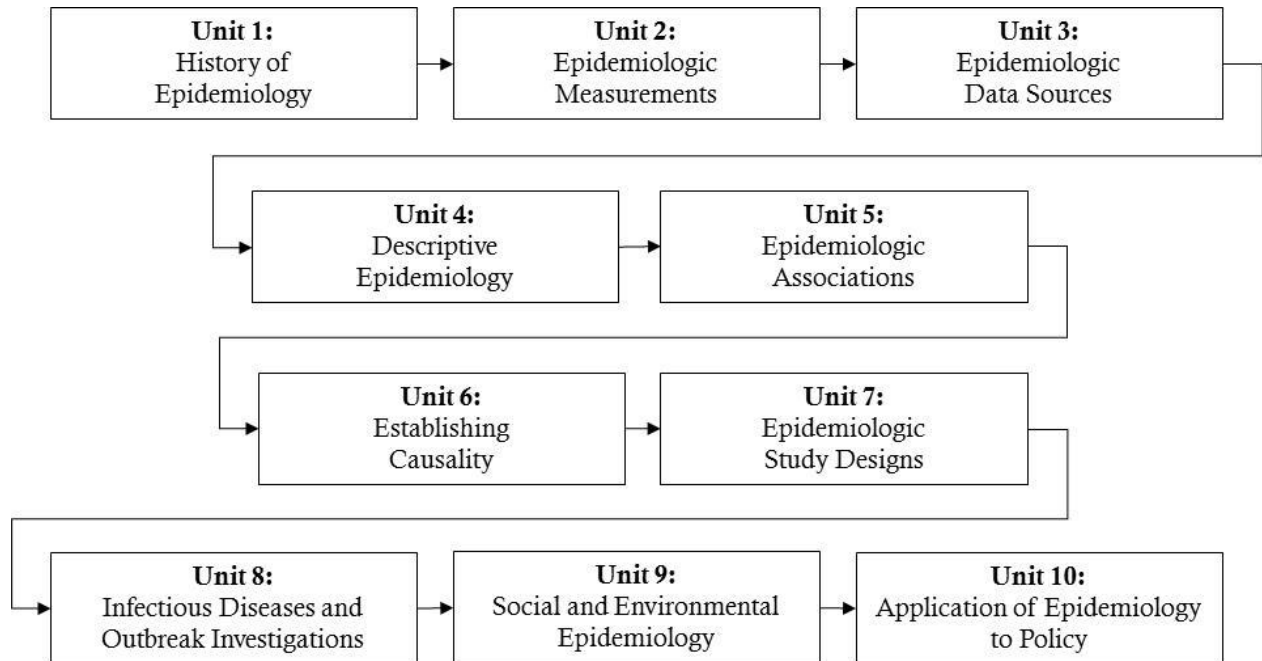 Unit 1:
History of
Epidemiology
Unit 2:
Epidemiologic
Measurements
Unit 3:
Epidemiologic
Data Sources
Unit 4:
Descriptive
Epidemiology
Unit 5:
Epidemiologic
Associations
Unit 6:
Establishing
Causality
Unit 7:
Epidemiologic
Study Designs
Unit 8:
Infectious Diseases and
Outbreak Investigations
Unit 9:
Social and Environmental
Epidemiology
Unit 10:
Application of Epidemiology
to Policy